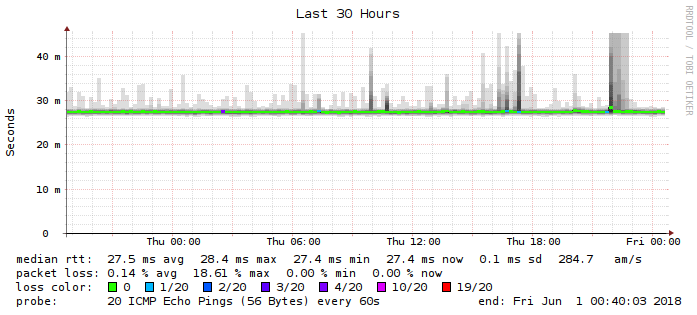 Last 30 Hours
RRDTOOL / TOBI OETIKER
Seconds
40 m
30 m
20 m
10 m
0
Thu 00:00 Thu 06:00 Thu 12:00 Thu 18:00 Fri 00:00
median rtt: 27.5 ms avg 28.4 ms max 27.4 ms min 27.4 ms now 0.1 ms sd 284.7 am/s
packet loss: 0.14 % avg 18.61 % max 0.00 % min 0.00 % now
loss color: 0 1/20 2/20 3/20 4/20 10/20 19/20
probe: 20 ICMP Echo Pings (56 Bytes) every 60s end: Fri Jun 1 00:40:03 2018